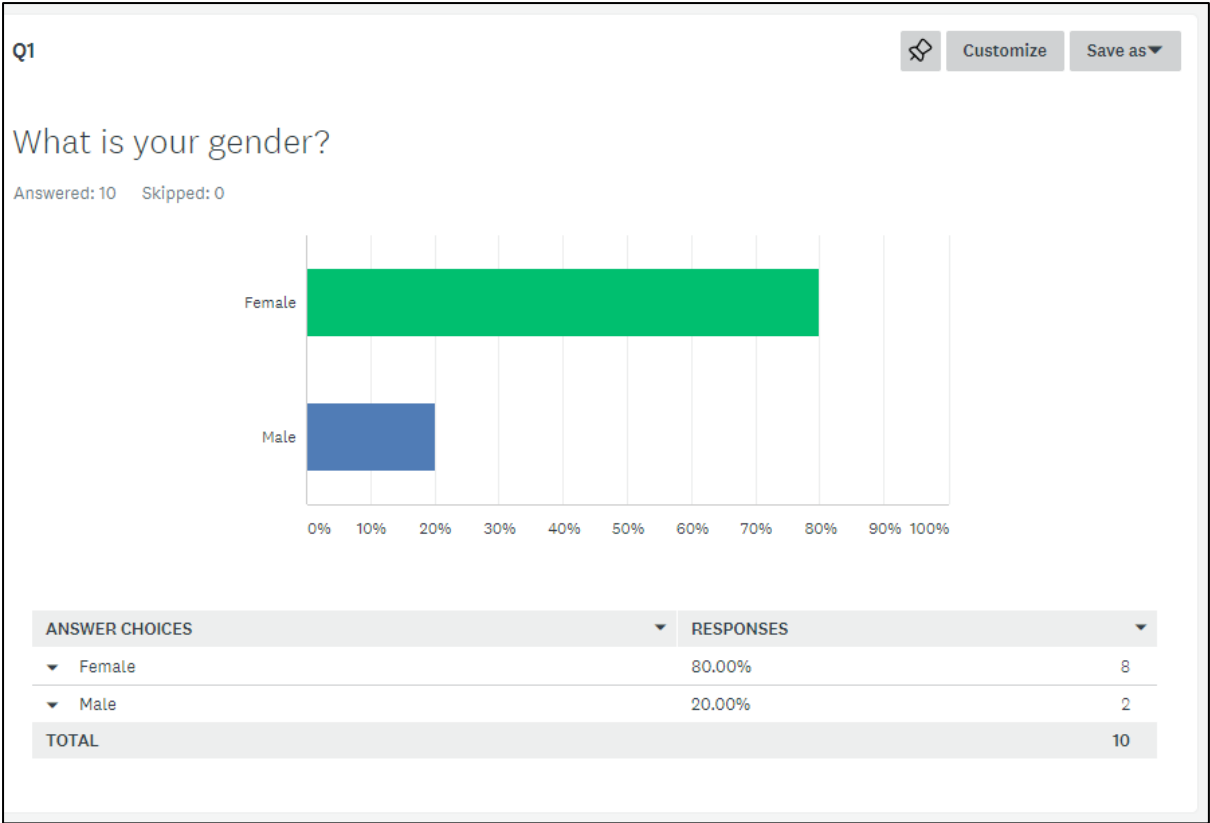 Q1
Customize
Save as
What is your gender?
Answered: 10 Skipped: 0
Female
Male
0% 10% 20% 30% 40% 50% 60% 70% 80% 90% 100%
ANSWER CHOICES RESPONSES
Female 80.00% 8
Male 20.00% 2
TOTAL 10